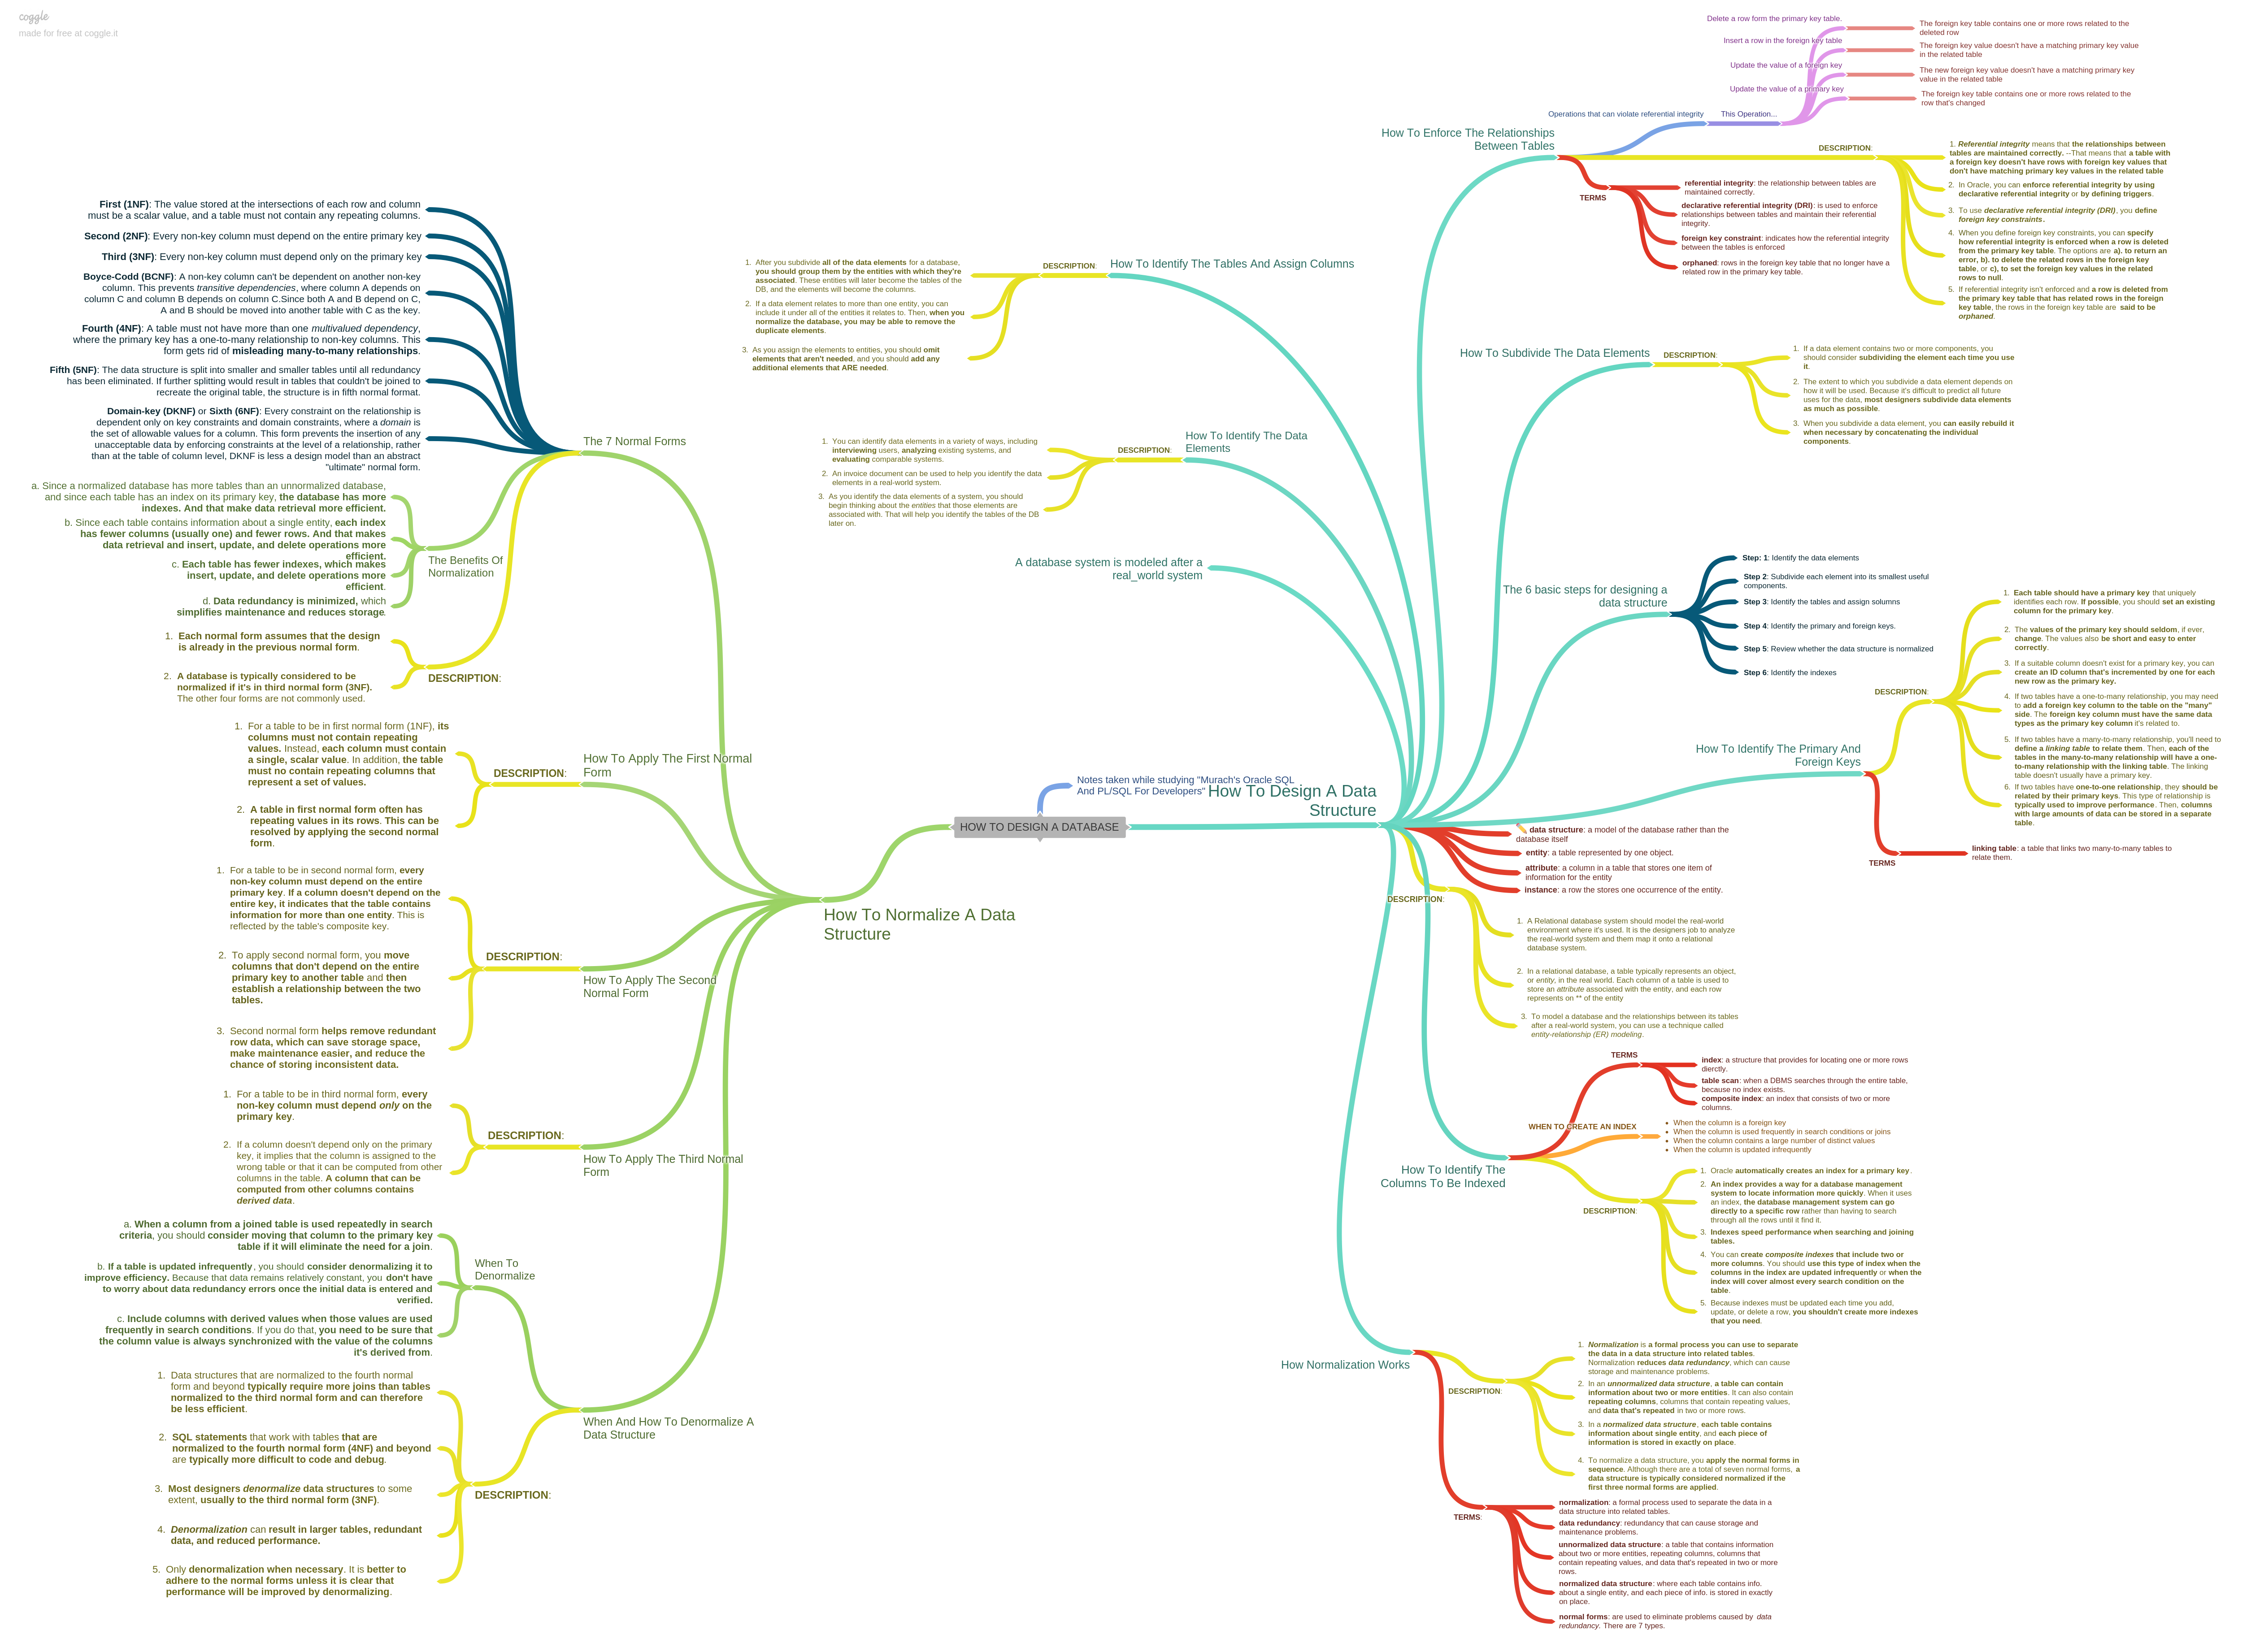 coggle
made for free at coggle.it
HOW TO DESIGN A DATABASE
Notes taken while studying "Murach's Oracle SQL
And PL/SQL For Developers"
How To Design A Data
Structure
How To Enforce The Relationships
Between Tables
Operations that can violate referential integrity
This Operation...
Delete a row form the primary key table.
The foreign key table contains one or more rows related to the
deleted row
Insert a row in the foreign key table
The foreign key value doesn't have a matching primary key value
in the related table
Update the value of a foreign key
The new foreign key value doesn't have a matching primary key
value in the related table
Update the value of a primary key
The foreign key table contains one or more rows related to the
row that's changed
DESCRIPTION:
1. Referential integrity means that the relationships between
tables are maintained correctly. --That means that a table with
a foreign key doesn't have rows with foreign key values that
don't have matching primary key values in the related table
2. In Oracle, you can enforce referential integrity by using
declarative referential integrity or by defining triggers.
3. To use declarative referential integrity (DRI), you define
foreign key constraints.
4. When you define foreign key constraints, you can specify
how referential integrity is enforced when a row is deleted
from the primary key table. The options are a). to return an
error, b). to delete the related rows in the foreign key
table, or c), to set the foreign key values in the related
rows to null.
5. If referential integrity isn't enforced and a row is deleted from
the primary key table that has related rows in the foreign
key table, the rows in the foreign key table are said to be
orphaned.
TERMS
referential integrity: the relationship between tables are
maintained correctly.
declarative referential integrity (DRI): is used to enforce
relationships between tables and maintain their referential
integrity.
foreign key constraint: indicates how the referential integrity
between the tables is enforced
orphaned: rows in the foreign key table that no longer have a
related row in the primary key table.
How To Identify The Tables And Assign Columns
DESCRIPTION:
1. After you subdivide all of the data elements for a database,
you should group them by the entities with which they're
associated. These entities will later become the tables of the
DB, and the elements will become the columns.
2. If a data element relates to more than one entity, you can
include it under all of the entities it relates to. Then, when you
normalize the database, you may be able to remove the
duplicate elements.
3. As you assign the elements to entities, you should omit
elements that aren't needed, and you should add any
additional elements that ARE needed.
How To Subdivide The Data Elements
DESCRIPTION:
1. If a data element contains two or more components, you
should consider subdividing the element each time you use
it.
2. The extent to which you subdivide a data element depends on
how it will be used. Because it's difficult to predict all future
uses for the data, most designers subdivide data elements
as much as possible.
3. When you subdivide a data element, you can easily rebuild it
when necessary by concatenating the individual
components.
How To Identify The Data
Elements
DESCRIPTION:
1. You can identify data elements in a variety of ways, including
interviewing users, analyzing existing systems, and
evaluating comparable systems.
2. An invoice document can be used to help you identify the data
elements in a real-world system.
3. As you identify the data elements of a system, you should
begin thinking about the entities that those elements are
associated with. That will help you identify the tables of the DB
later on.
A database system is modeled after a
real_world system
The 6 basic steps for designing a
data structure
Step: 1: Identify the data elements
Step 2: Subdivide each element into its smallest useful
components.
Step 3: Identify the tables and assign solumns
Step 4: Identify the primary and foreign keys.
Step 5: Review whether the data structure is normalized
Step 6: Identify the indexes
How To Identify The Primary And
Foreign Keys
DESCRIPTION:
1. Each table should have a primary key that uniquely
identifies each row. If possible, you should set an existing
column for the primary key.
2. The values of the primary key should seldom, if ever,
change. The values also be short and easy to enter
correctly.
3. If a suitable column doesn't exist for a primary key, you can
create an ID column that's incremented by one for each
new row as the primary key.
4. If two tables have a one-to-many relationship, you may need
to add a foreign key column to the table on the "many"
side. The foreign key column must have the same data
types as the primary key column it's related to.
5. If two tables have a many-to-many relationship, you'll need to
define a linking table to relate them. Then, each of the
tables in the many-to-many relationship will have a one-
to-many relationship with the linking table. The linking
table doesn't usually have a primary key.
6. If two tables have one-to-one relationship, they should be
related by their primary keys. This type of relationship is
typically used to improve performance. Then, columns
with large amounts of data can be stored in a separate
table.
TERMS
linking table: a table that links two many-to-many tables to
relate them.
data structure: a model of the database rather than the
database itself
entity: a table represented by one object.
attribute: a column in a table that stores one item of
information for the entity
instance: a row the stores one occurrence of the entity.
DESCRIPTION:
1. A Relational database system should model the real-world
environment where it's used. It is the designers job to analyze
the real-world system and them map it onto a relational
database system.
2. In a relational database, a table typically represents an object,
or entity, in the real world. Each column of a table is used to
store an attribute associated with the entity, and each row
represents on ** of the entity
3. To model a database and the relationships between its tables
after a real-world system, you can use a technique called
entity-relationship (ER) modeling.
How To Identify The
Columns To Be Indexed
TERMS
index: a structure that provides for locating one or more rows
dierctly.
table scan: when a DBMS searches through the entire table,
because no index exists.
composite index: an index that consists of two or more
columns.
WHEN TO CREATE AN INDEX
• When the column is a foreign key
• When the column is used frequently in search conditions or joins
• When the column contains a large number of distinct values
• When the column is updated infrequently
DESCRIPTION:
1. Oracle automatically creates an index for a primary key.
2. An index provides a way for a database management
system to locate information more quickly. When it uses
an index, the database management system can go
directly to a specific row rather than having to search
through all the rows until it find it.
3. Indexes speed performance when searching and joining
tables.
4. You can create composite indexes that include two or
more columns. You should use this type of index when the
columns in the index are updated infrequently or when the
index will cover almost every search condition on the
table.
5. Because indexes must be updated each time you add,
update, or delete a row, you shouldn't create more indexes
that you need.
How Normalization Works
DESCRIPTION:
1. Normalization is a formal process you can use to separate
the data in a data structure into related tables.
Normalization reduces data redundancy, which can cause
storage and maintenance problems.
2. In an unnormalized data structure, a table can contain
information about two or more entities. It can also contain
repeating columns, columns that contain repeating values,
and data that's repeated in two or more rows.
3. In a normalized data structure, each table contains
information about single entity, and each piece of
information is stored in exactly on place.
4. To normalize a data structure, you apply the normal forms in
sequence. Although there are a total of seven normal forms, a
data structure is typically considered normalized if the
first three normal forms are applied.
TERMS:
normalization: a formal process used to separate the data in a
data structure into related tables.
data redundancy: redundancy that can cause storage and
maintenance problems.
unnormalized data structure: a table that contains information
about two or more entities, repeating columns, columns that
contain repeating values, and data that's repeated in two or more
rows.
normalized data structure: where each table contains info.
about a single entity, and each piece of info. is stored in exactly
on place.
normal forms: are used to eliminate problems caused by data
redundancy. There are 7 types.
How To Normalize A Data
Structure
The 7 Normal Forms
First (1NF): The value stored at the intersections of each row and column
must be a scalar value, and a table must not contain any repeating columns.
Second (2NF): Every non-key column must depend on the entire primary key
Third (3NF): Every non-key column must depend only on the primary key
Boyce-Codd (BCNF): A non-key column can't be dependent on another non-key
column. This prevents transitive dependencies, where column A depends on
column C and column B depends on column C.Since both A and B depend on C,
A and B should be moved into another table with C as the key.
Fourth (4NF): A table must not have more than one multivalued dependency,
where the primary key has a one-to-many relationship to non-key columns. This
form gets rid of misleading many-to-many relationships.
Fifth (5NF): The data structure is split into smaller and smaller tables until all redundancy
has been eliminated. If further splitting would result in tables that couldn't be joined to
recreate the original table, the structure is in fifth normal format.
Domain-key (DKNF) or Sixth (6NF): Every constraint on the relationship is
dependent only on key constraints and domain constraints, where a domain is
the set of allowable values for a column. This form prevents the insertion of any
unacceptable data by enforcing constraints at the level of a relationship, rather
than at the table of column level, DKNF is less a design model than an abstract
"ultimate" normal form.
The Benefits Of
Normalization
a. Since a normalized database has more tables than an unnormalized database,
and since each table has an index on its primary key, the database has more
indexes. And that make data retrieval more efficient.
b. Since each table contains information about a single entity, each index
has fewer columns (usually one) and fewer rows. And that makes
data retrieval and insert, update, and delete operations more
efficient.
c. Each table has fewer indexes, which makes
insert, update, and delete operations more
efficient.
d. Data redundancy is minimized, which
simplifies maintenance and reduces storage.
DESCRIPTION:
1. Each normal form assumes that the design
is already in the previous normal form.
2. A database is typically considered to be
normalized if it's in third normal form (3NF).
The other four forms are not commonly used.
How To Apply The First Normal
Form
DESCRIPTION:
1. For a table to be in first normal form (1NF), its
columns must not contain repeating
values. Instead, each column must contain
a single, scalar value. In addition, the table
must no contain repeating columns that
represent a set of values.
2. A table in first normal form often has
repeating values in its rows. This can be
resolved by applying the second normal
form.
How To Apply The Second
Normal Form
DESCRIPTION:
1. For a table to be in second normal form, every
non-key column must depend on the entire
primary key. If a column doesn't depend on the
entire key, it indicates that the table contains
information for more than one entity. This is
reflected by the table's composite key.
2. To apply second normal form, you move
columns that don't depend on the entire
primary key to another table and then
establish a relationship between the two
tables.
3. Second normal form helps remove redundant
row data, which can save storage space,
make maintenance easier, and reduce the
chance of storing inconsistent data.
How To Apply The Third Normal
Form
DESCRIPTION:
1. For a table to be in third normal form, every
non-key column must depend only on the
primary key.
2. If a column doesn't depend only on the primary
key, it implies that the column is assigned to the
wrong table or that it can be computed from other
columns in the table. A column that can be
computed from other columns contains
derived data.
When And How To Denormalize A
Data Structure
When To
Denormalize
a. When a column from a joined table is used repeatedly in search
criteria, you should consider moving that column to the primary key
table if it will eliminate the need for a join.
b. If a table is updated infrequently, you should consider denormalizing it to
improve efficiency. Because that data remains relatively constant, you don't have
to worry about data redundancy errors once the initial data is entered and
verified.
c. Include columns with derived values when those values are used
frequently in search conditions. If you do that, you need to be sure that
the column value is always synchronized with the value of the columns
it's derived from.
DESCRIPTION:
1. Data structures that are normalized to the fourth normal
form and beyond typically require more joins than tables
normalized to the third normal form and can therefore
be less efficient.
2. SQL statements that work with tables that are
normalized to the fourth normal form (4NF) and beyond
are typically more difficult to code and debug.
3. Most designers denormalize data structures to some
extent, usually to the third normal form (3NF).
4. Denormalization can result in larger tables, redundant
data, and reduced performance.
5. Only denormalization when necessary. It is better to
adhere to the normal forms unless it is clear that
performance will be improved by denormalizing.